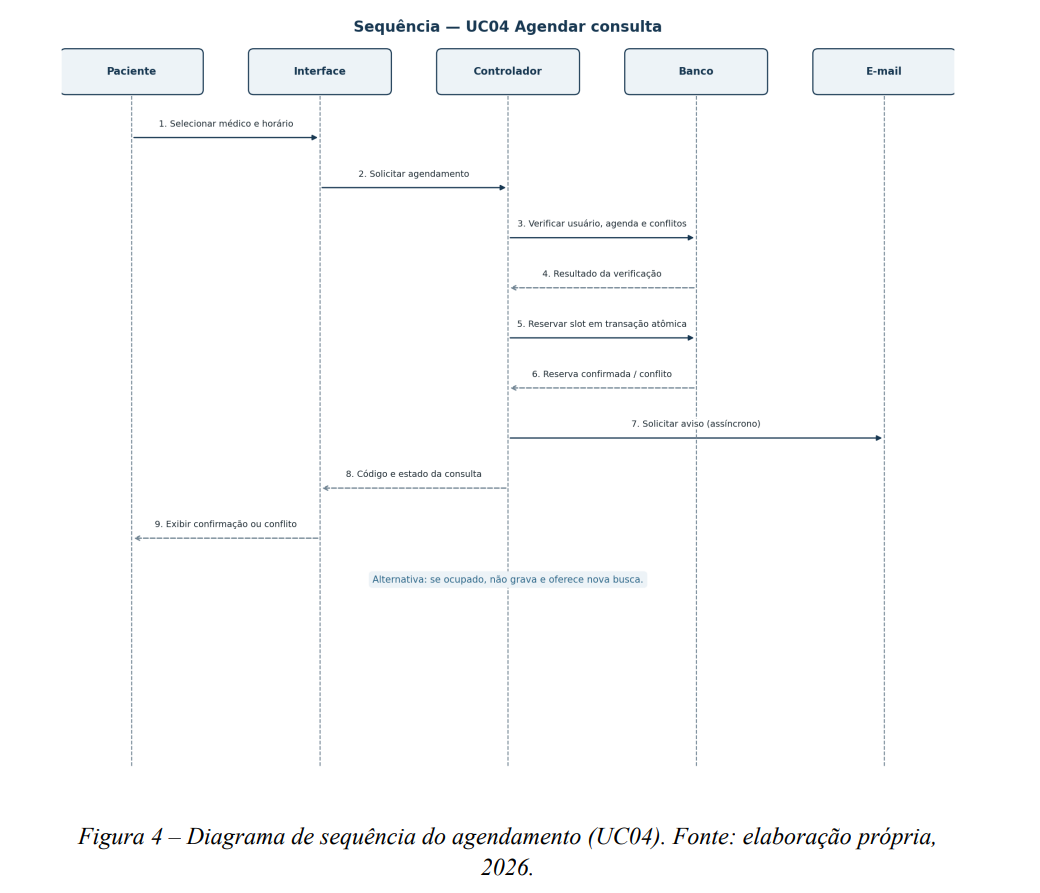 Sequência — UC04 Agendar consulta
Paciente
Interface
Controlador
Banco
E-mail
1. Selecionar médico e horário
2. Solicitar agendamento
3. Verificar usuário, agenda e conflitos
4. Resultado da verificação
5. Reservar slot em transação atômica
6. Reserva confirmada / conflito
7. Solicitar aviso (assíncrono)
8. Código e estado da consulta
9. Exibir confirmação ou conflito
Alternativa: se ocupado, não grava e oferece nova busca.
Figura 4 – Diagrama de sequência do agendamento (UC04). Fonte: elaboração própria,
2026.